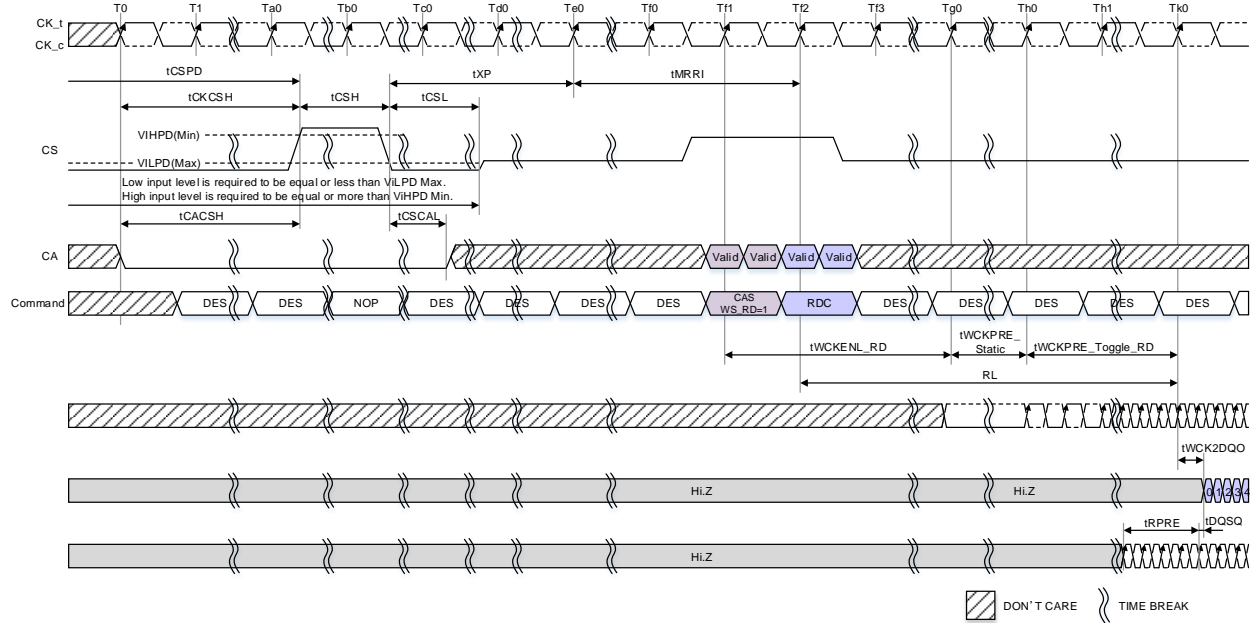 T0 T1 Ta0 Tb0 Tc0 Td0 Te0 Tf0 Tf1 Tf2 Tf3 Tg0 Th0 Th1 Tk0
CK_t
CK_c
tCSPD tXP tMRRI
tCKCSH tCSH tCSL
VIHPD(Min)
CS
VILPD(Max)
Low input level is required to be equal or less than ViLPD Max.
High input level is required to be equal or more than ViHPD Min.
tCACSH tCSCAL
CA Valid Valid Valid Valid
Command DES DES NOP DES DES DES DES CAS WS_RD=1 RDC DES DES DES DES DES
tWCKENL_RD tWCKPRE_Static tWCKPRE_Toggle_RD
RL
tWCK2DQO
Hi.Z Hi.Z 0 1 2 3 4
tRPRE tDQSQ
Hi.Z
DON'T CARE TIME BREAK